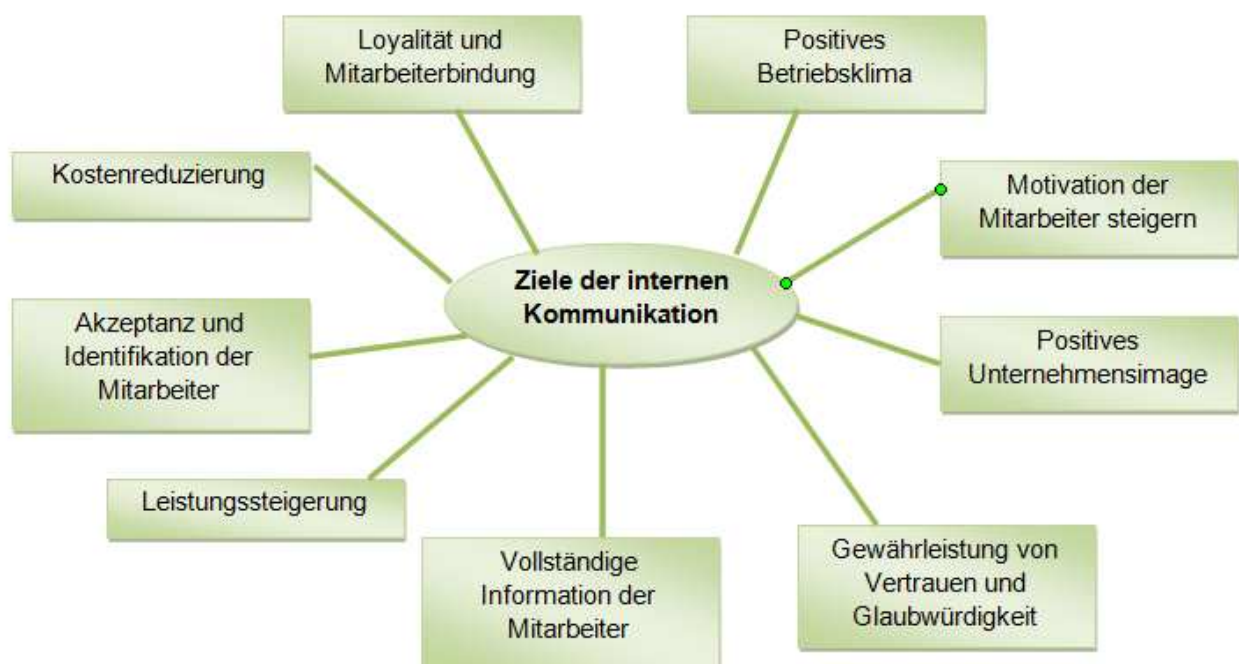 Loyalität und
Mitarbeiterbindung
Positives
Betriebsklima
Kostenreduzierung
Motivation der
Mitarbeiter steigern
Ziele der internen
Kommunikation
Akzeptanz und
Identifikation der
Mitarbeiter
Positives
Unternehmensimage
Leistungssteigerung
Vollständige
Information der
Mitarbeiter
Gewährleistung von
Vertrauen und
Glaubwürdigkeit